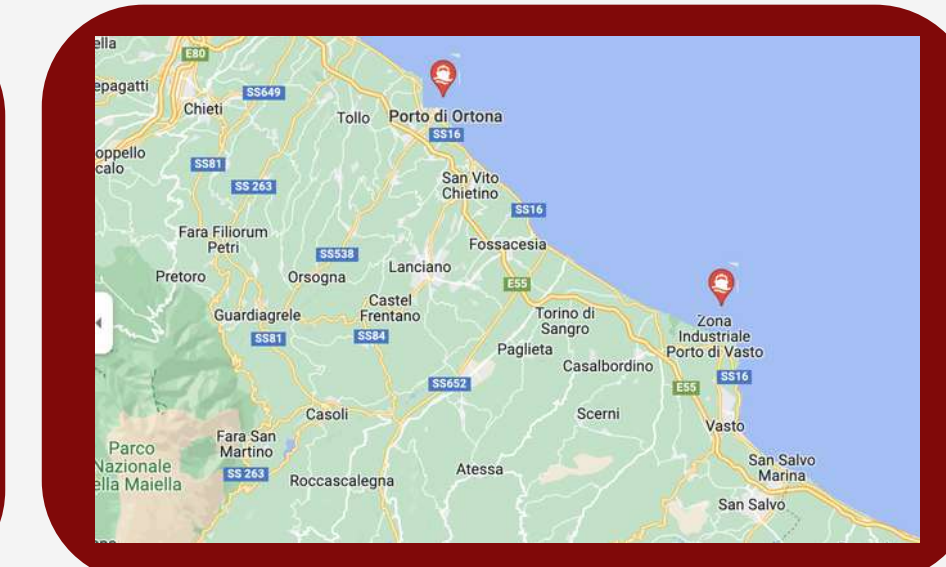 ella
E80
epagatti
SS649
Chieti
Tollo
Porto di Ortona
SS16
oppello
calo
SS81
SS 263
San Vito
Chietino
SS16
Fara Filiorum
Petri
SS538
Fossacesia
Pretoro
Orsogna
Lanciano
E55
Castel
Frentano
Guardiagrele
SS81
SS84
Torino di
Sangro
Zona
Industriale
Porto di Vasto
Paglieta
Casalbordino
SS16
SS652
E55
Casoli
Scerni
Vasto
Parco
Nazionale
ella Maiella
Fara San
Martino
SS 263
Roccascalegna
Atessa
San Salvo
Marina
San Salvo